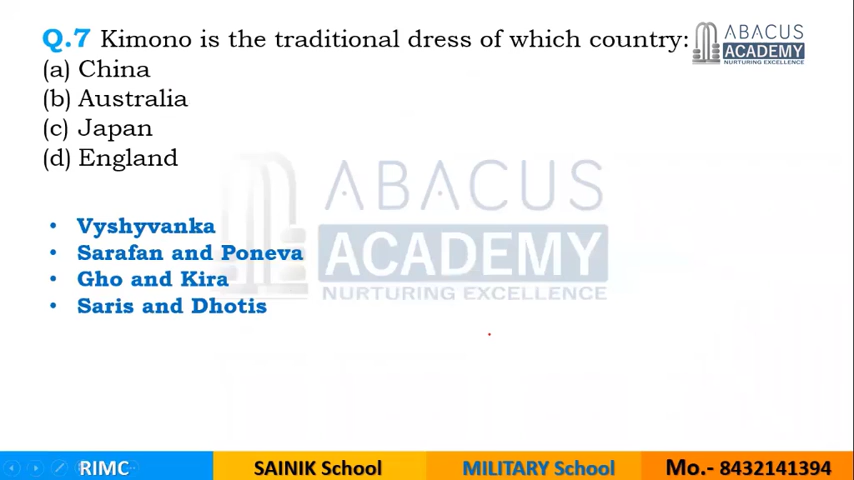 Q.7 Kimono is the traditional dress of which country:
ABACUS
ACADEMY
NURTURING EXCELLENCE
(a) China
(b) Australia
(c) Japan
(d) England
ABACUS
ACADEMY
NURTURING EXCELLENCE
• Vyshyvanka
• Sarafan and Poneva
• Gho and Kira
• Saris and Dhotis
RIMC
SAINIK School
MILITARY School
Mo.- 8432141394